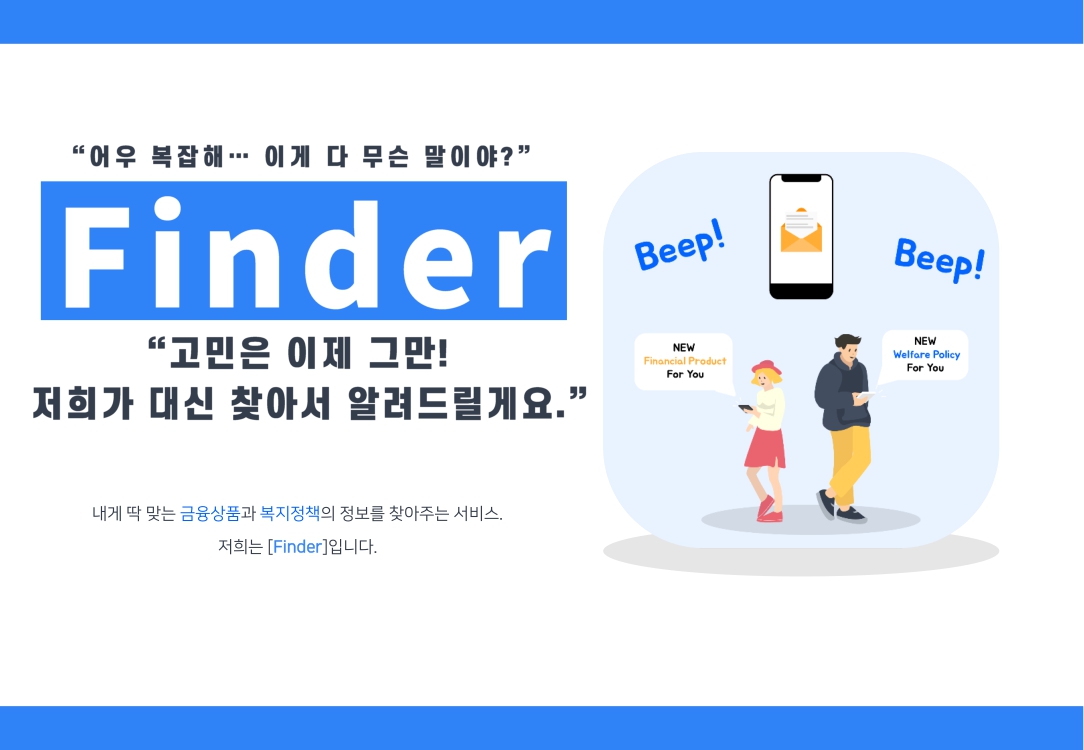 “어우 복잡해… 이게 다 무슨 말이야?”
Finder
“고민은 이제 그만!
저희가 대신 찾아서 알려드릴게요.”
내게 딱 맞는 금융상품과 복지정책의 정보를 찾아주는 서비스.
저희는 [Finder]입니다.
Beep!
Beep!
NEW
Financial Product
For You
NEW
Welfare Policy
For You